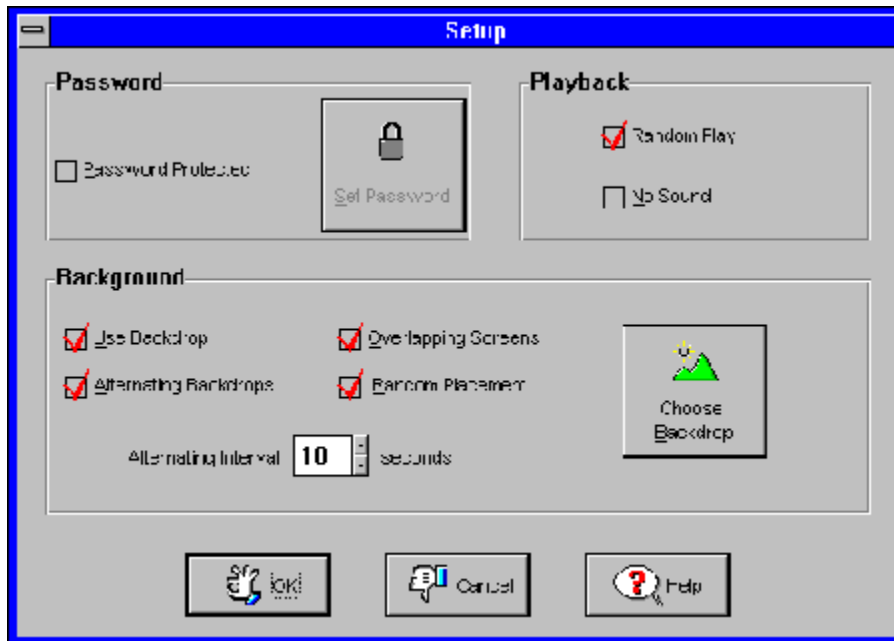 Setup
Password
Password Protected
Set Password
Playback
Random Play
No Sound
Background
Use Backdrop
Overlapping Screens
Alternating Backdrops
Random Placement
Choose
Backdrop
Alternating Interval 10 seconds
OK
Cancel
Help